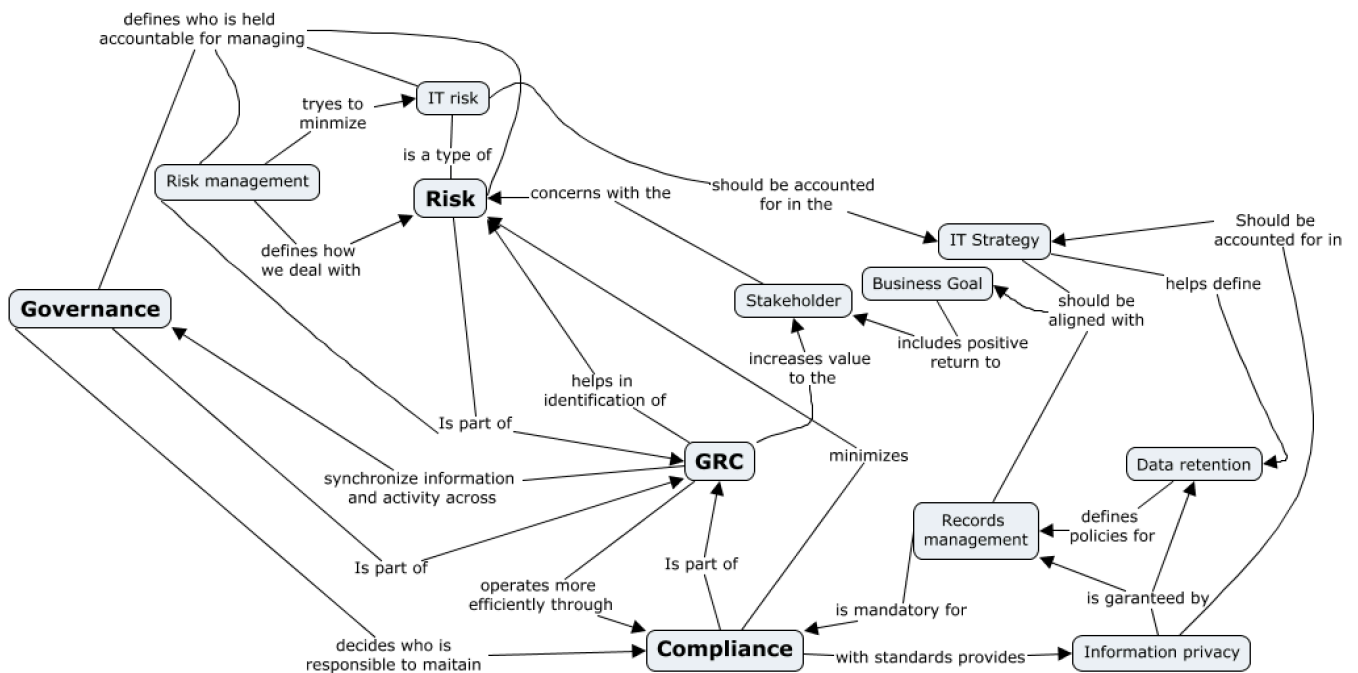 defines who is held
accountable for managing
IT risk
tryes to
minmize
is a type of
Risk management
Risk
concerns with the
should be accounted
for in the
Should be
accounted for in
IT Strategy
defines how
we deal with
Business Goal
helps define
Stakeholder
should be
aligned with
Governance
includes positive
return to
increases value
to the
helps in
identification of
Is part of
minimizes
GRC
Data retention
synchronize information
and activity across
Records
management
defines
policies for
Is part of
Is part of
operates more
efficiently through
is garanteed by
is mandatory for
decides who is
responsible to maitain
Compliance
with standards provides
Information privacy